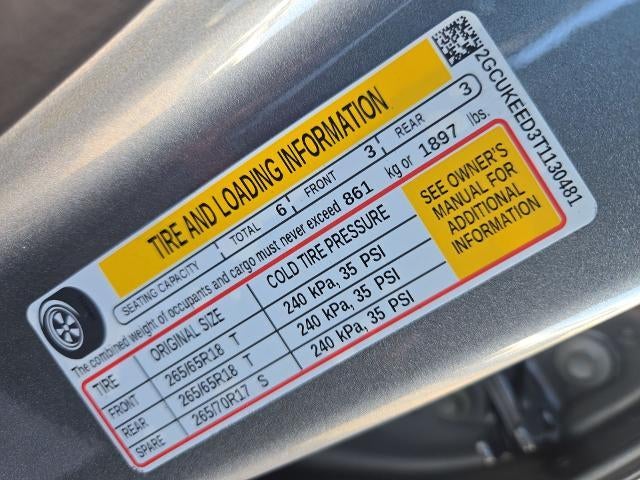 2GCUKEED3T1130481
TIRE AND LOADING INFORMATION
SEATING CAPACITY TOTAL 6 FRONT 3 REAR 3
The combined weight of occupants and cargo must never exceed 861 kg or 1897 lbs.
TIRE ORIGINAL SIZE COLD TIRE PRESSURE
FRONT 265/65R18 T 240 kPa, 35 PSI
REAR 265/65R18 T 240 kPa, 35 PSI
SPARE 265/70R17 S 240 kPa, 35 PSI
SEE OWNER'S
MANUAL FOR
ADDITIONAL
INFORMATION